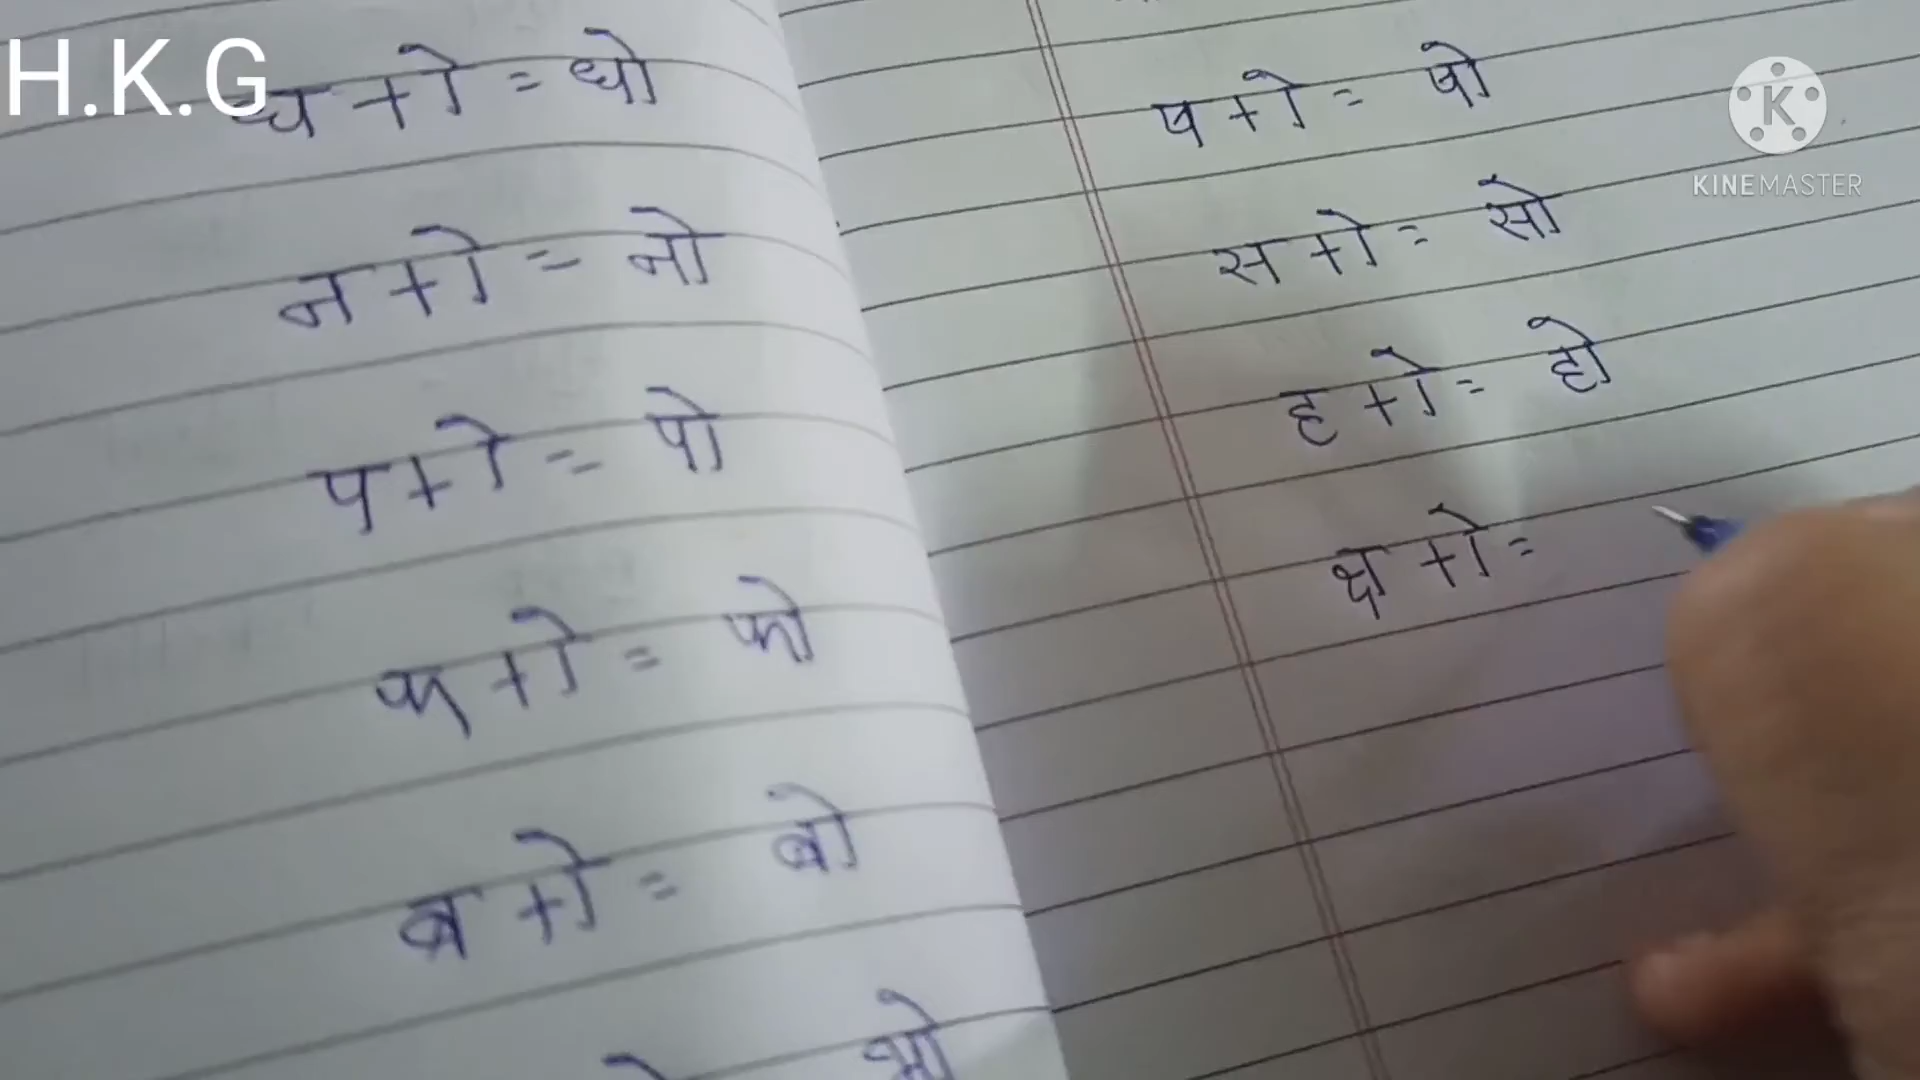 H.K.G
ध + ो = धो
न + ो = नो
प + ो = पो
फ + ो = फो
ब + ो = बो
भो
ष + ो = षो
स + ो = सो
ह + ो = हो
क्ष + ो =
K
KINEMASTER